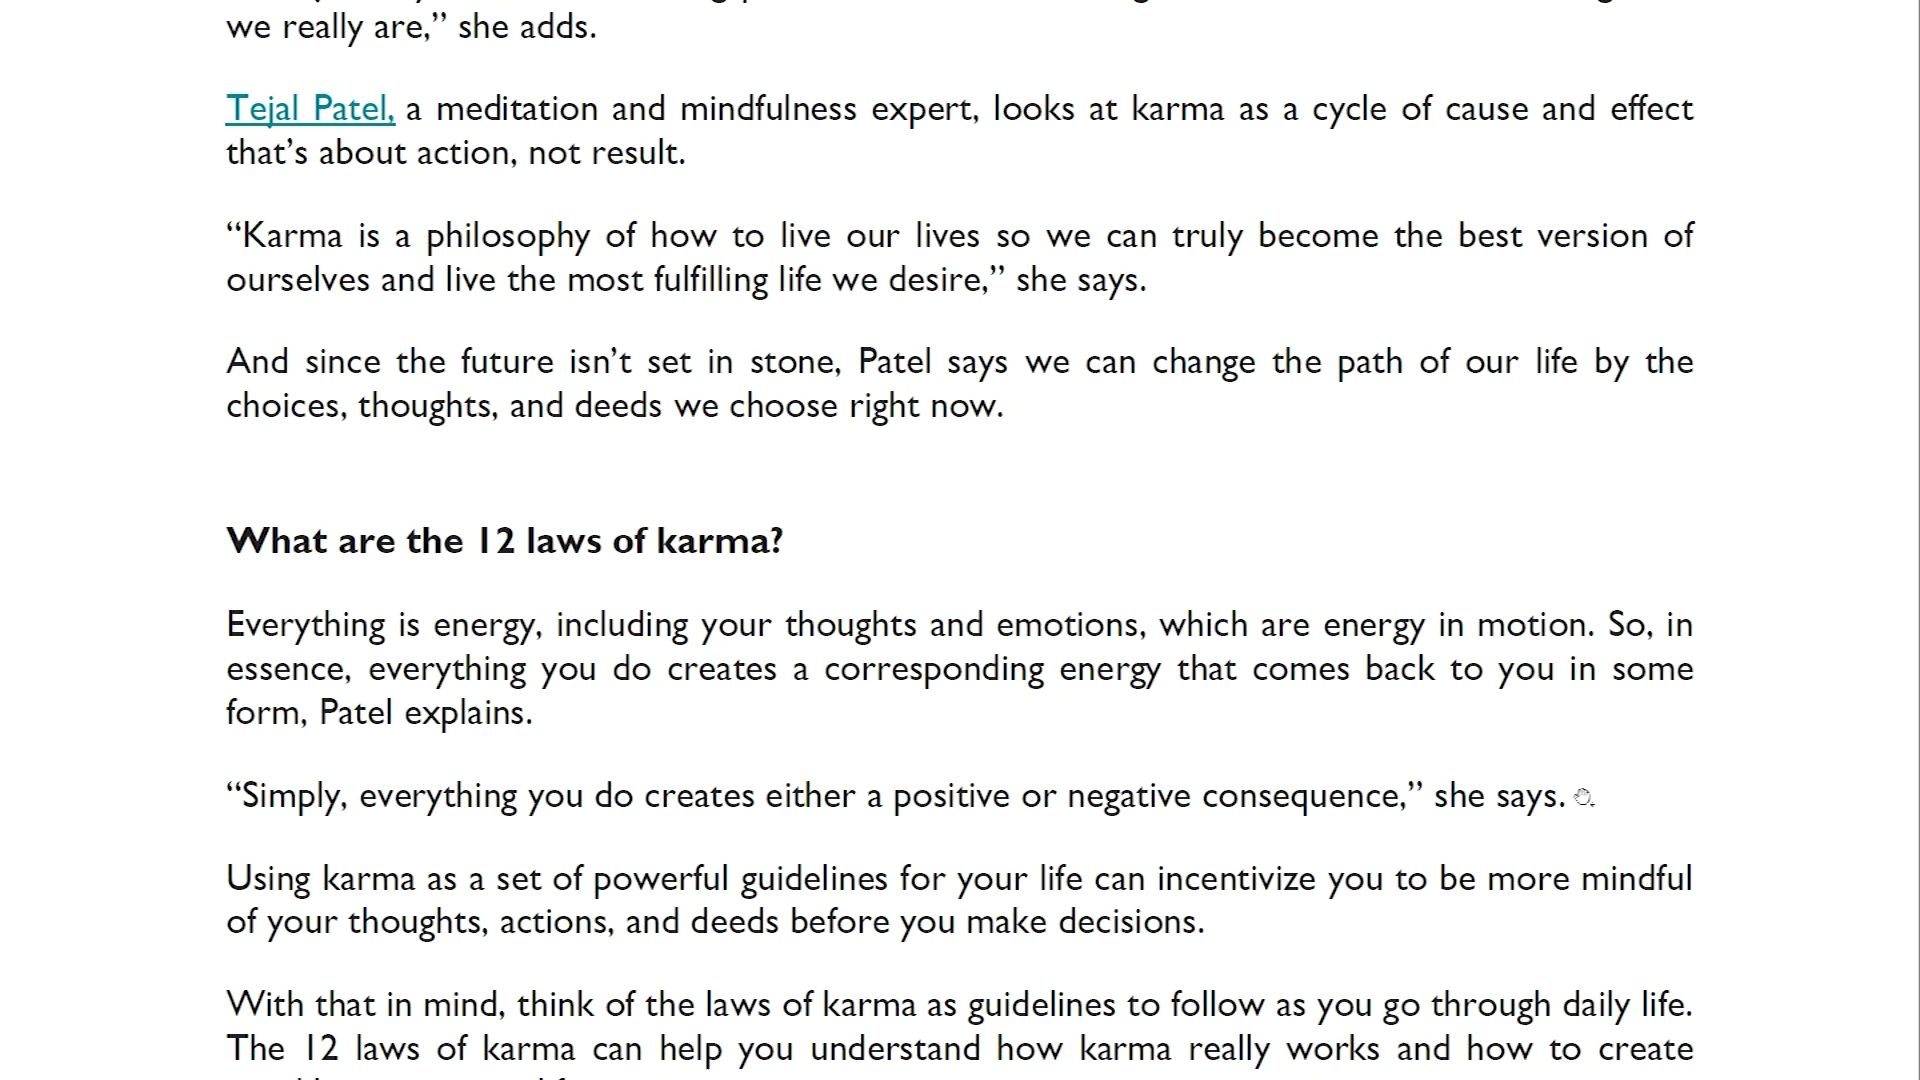 we really are,” she adds.
Tejal Patel, a meditation and mindfulness expert, looks at karma as a cycle of cause and effect
that’s about action, not result.
“Karma is a philosophy of how to live our lives so we can truly become the best version of
ourselves and live the most fulfilling life we desire,” she says.
And since the future isn’t set in stone, Patel says we can change the path of our life by the
choices, thoughts, and deeds we choose right now.
What are the 12 laws of karma?
Everything is energy, including your thoughts and emotions, which are energy in motion. So, in
essence, everything you do creates a corresponding energy that comes back to you in some
form, Patel explains.
“Simply, everything you do creates either a positive or negative consequence,” she says.
Using karma as a set of powerful guidelines for your life can incentivize you to be more mindful
of your thoughts, actions, and deeds before you make decisions.
With that in mind, think of the laws of karma as guidelines to follow as you go through daily life.
The 12 laws of karma can help you understand how karma really works and how to create